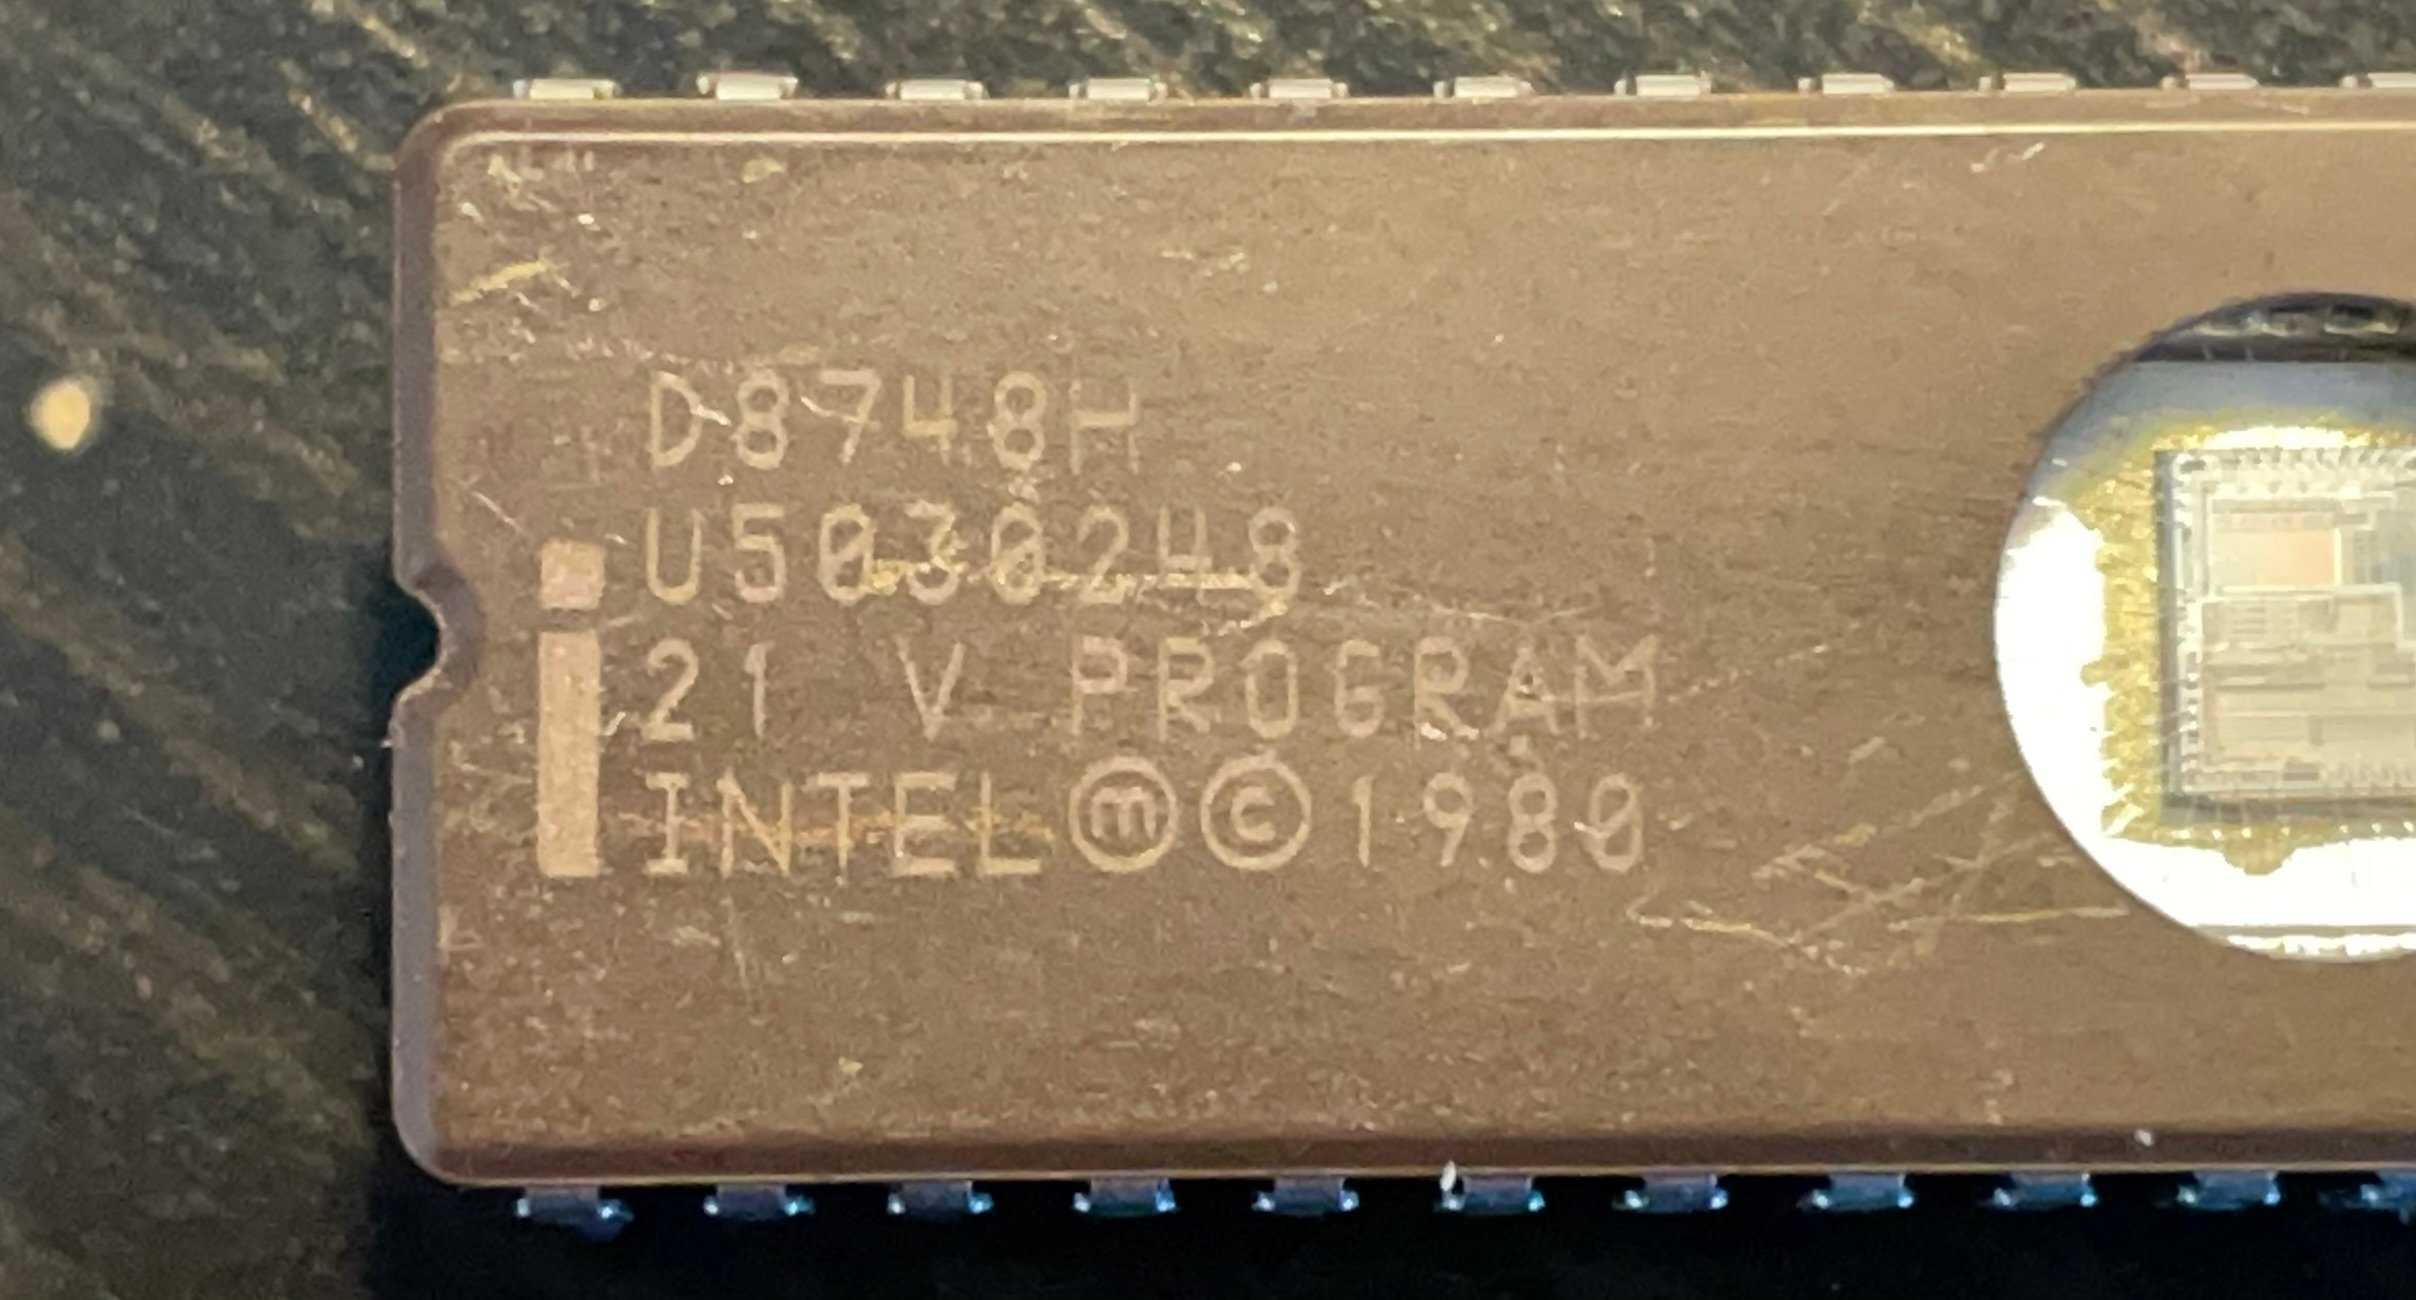 D8748H
U5030248
21 V PROGRAM
INTEL ⓜ © 1980